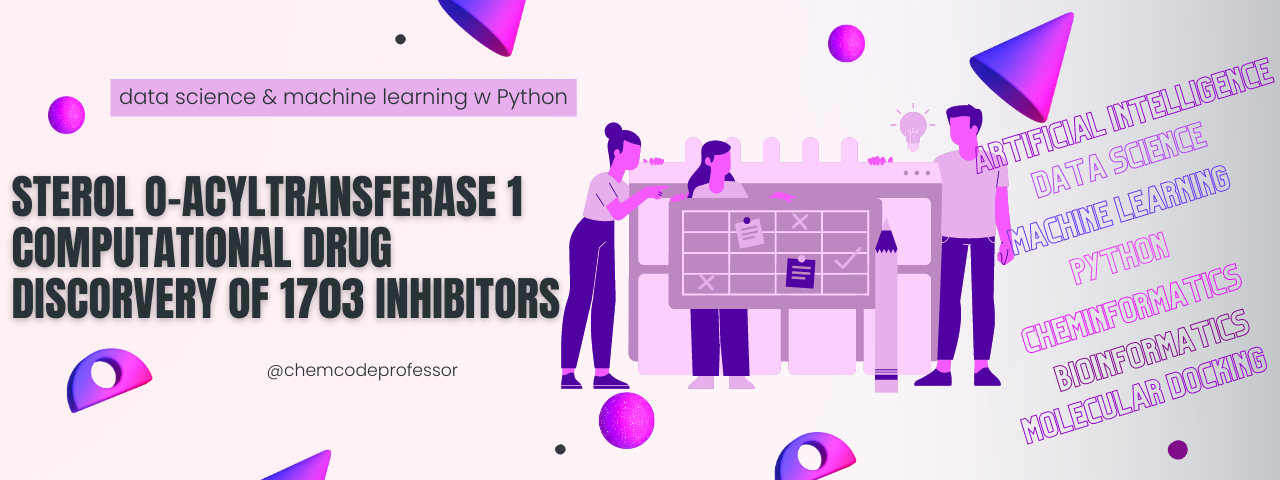 data science & machine learning w Python
STEROL O-ACYLTRANSFERASE 1
COMPUTATIONAL DRUG
DISCORVERY OF 1703 INHIBITORS
@chemcodeprofessor
ARTIFICIAL INTELLIGENCE
DATA SCIENCE
MACHINE LEARNING
PYTHON
CHEMINFORMATICS
BIOINFORMATICS
MOLECULAR DOCKING